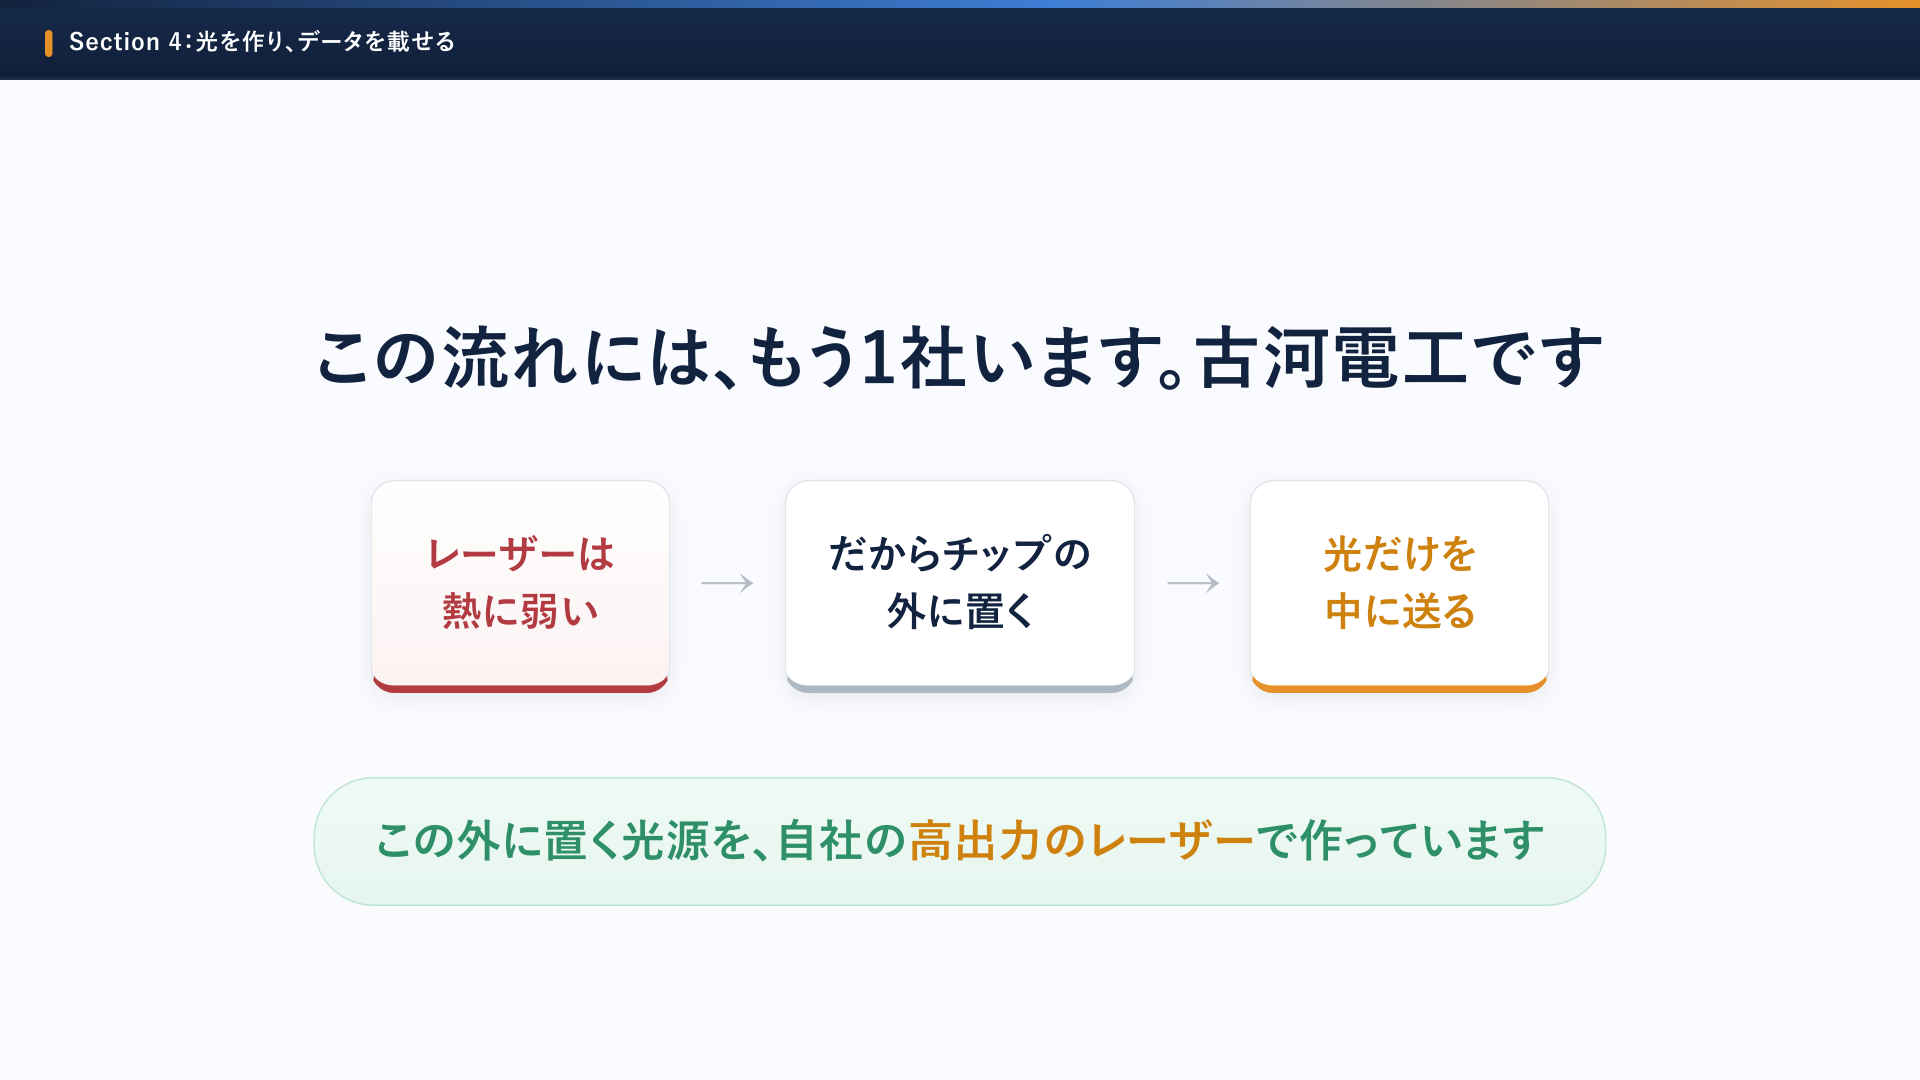 Section 4：光を作り、データを載せる
この流れには、もう1社います。古河電工です
レーザーは
熱に弱い
→
だからチップの
外に置く
→
光だけを
中に送る
この外に置く光源を、自社の高出力のレーザーで作っています